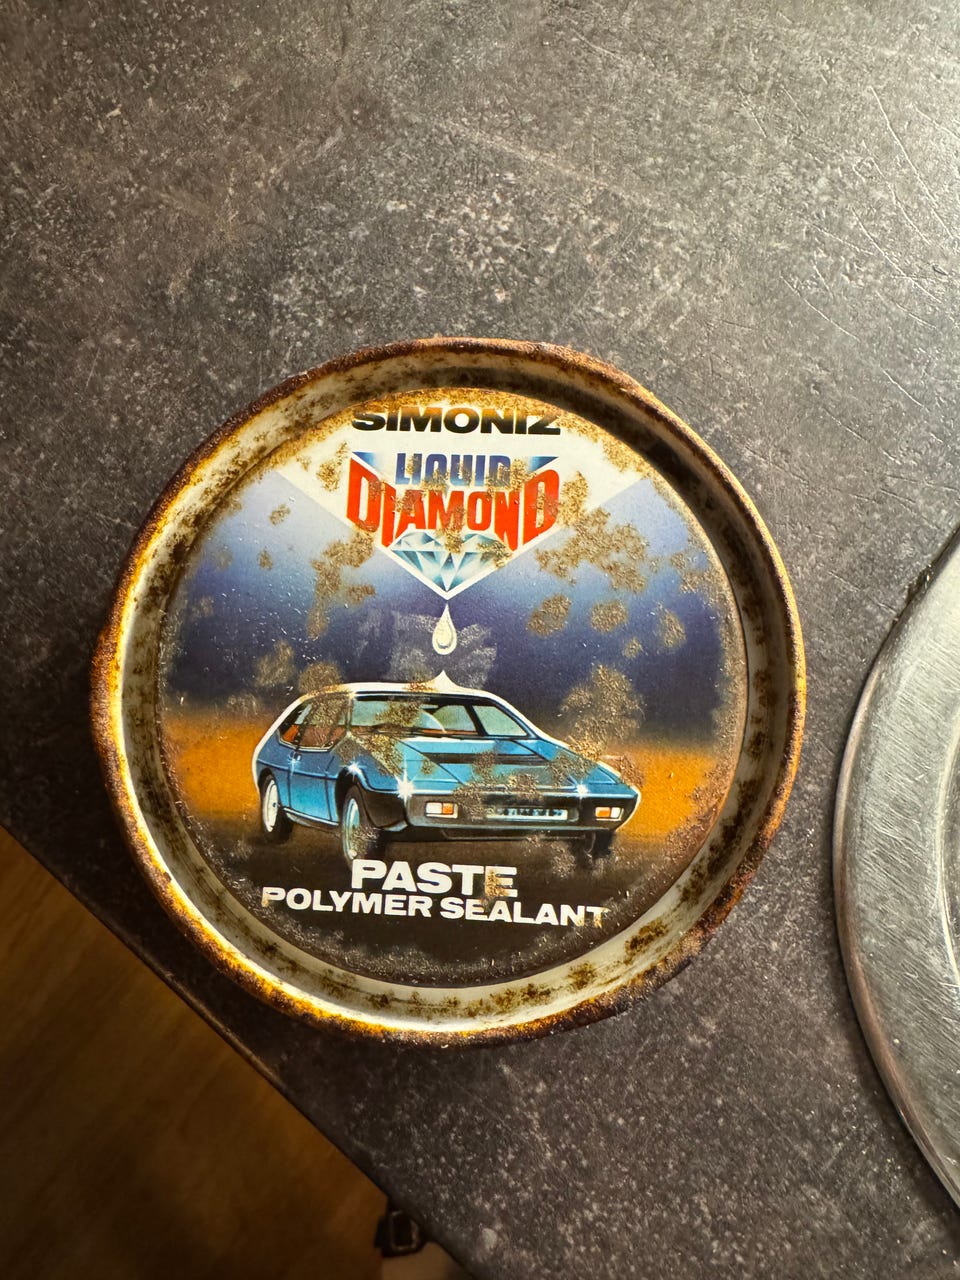 SIMONIZ
LIQUID
DIAMOND
PASTE
POLYMER SEALANT